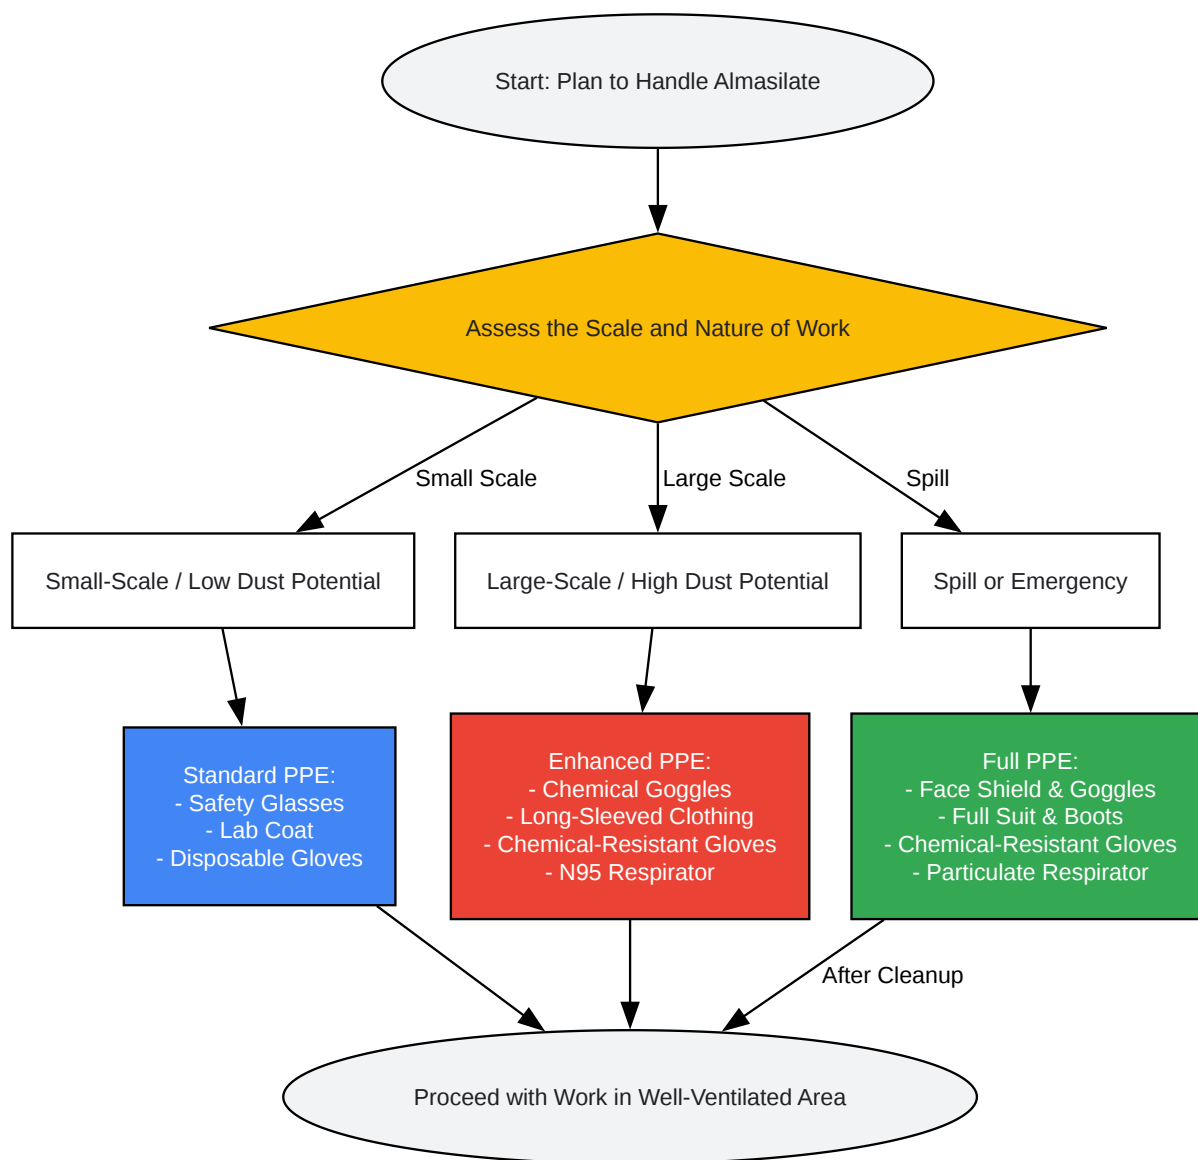 Start: Plan to Handle Almasilate
Assess the Scale and Nature of Work
Small Scale
Large Scale
Spill
Small-Scale / Low Dust Potential
Large-Scale / High Dust Potential
Spill or Emergency
Standard PPE:
- Safety Glasses
- Lab Coat
- Disposable Gloves
Enhanced PPE:
- Chemical Goggles
- Long-Sleeved Clothing
- Chemical-Resistant Gloves
- N95 Respirator
Full PPE:
- Face Shield & Goggles
- Full Suit & Boots
- Chemical-Resistant Gloves
- Particulate Respirator
After Cleanup
Proceed with Work in Well-Ventilated Area